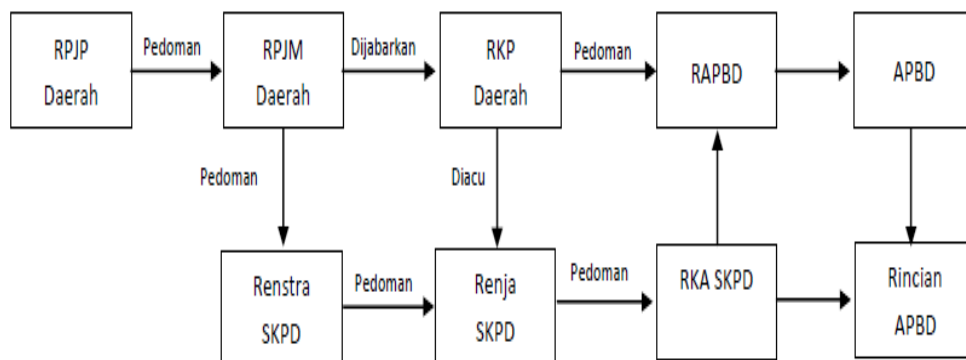 RPJP
Daerah
Pedoman
RPJM
Daerah
Dijabarkan
RKP
Daerah
Pedoman
RAPBD
APBD
Pedoman
Diacu
Renstra
SKPD
Pedoman
Renja
SKPD
Pedoman
RKA SKPD
Rincian
APBD